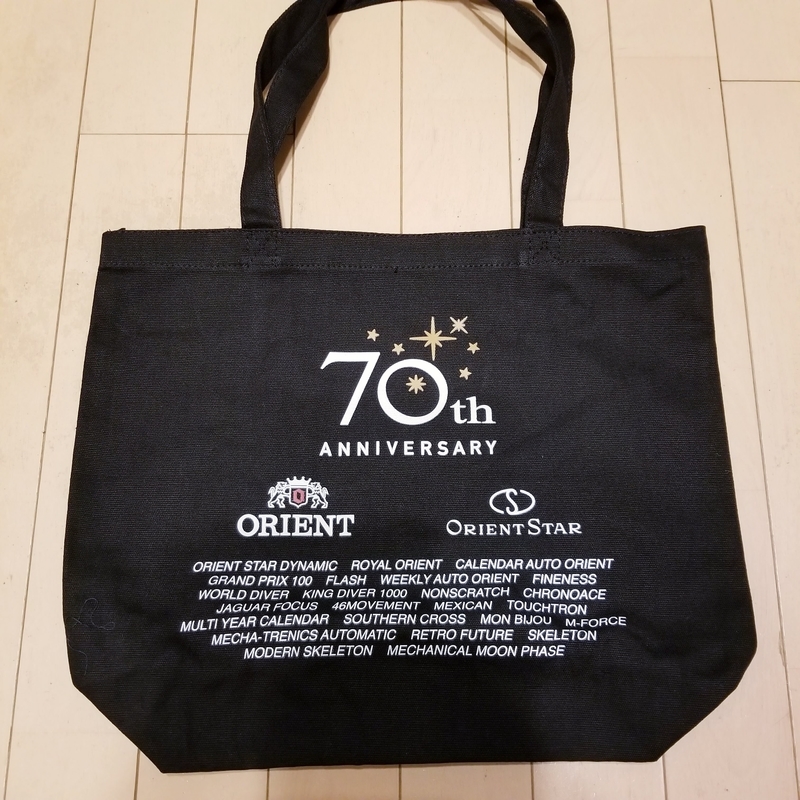 70th
ANNIVERSARY
ORIENT
ORIENT STAR
ORIENT STAR DYNAMIC ROYAL ORIENT CALENDAR AUTO ORIENT
GRAND PRIX 100 FLASH WEEKLY AUTO ORIENT FINENESS
WORLD DIVER KING DIVER 1000 NONSCRATCH CHRONOACE
JAGUAR FOCUS 46MOVEMENT MEXICAN TOUCHTRON
MULTI YEAR CALENDAR SOUTHERN CROSS MON BIJOU M-FORCE
MECHA-TRENICS AUTOMATIC RETRO FUTURE SKELETON
MODERN SKELETON MECHANICAL MOON PHASE